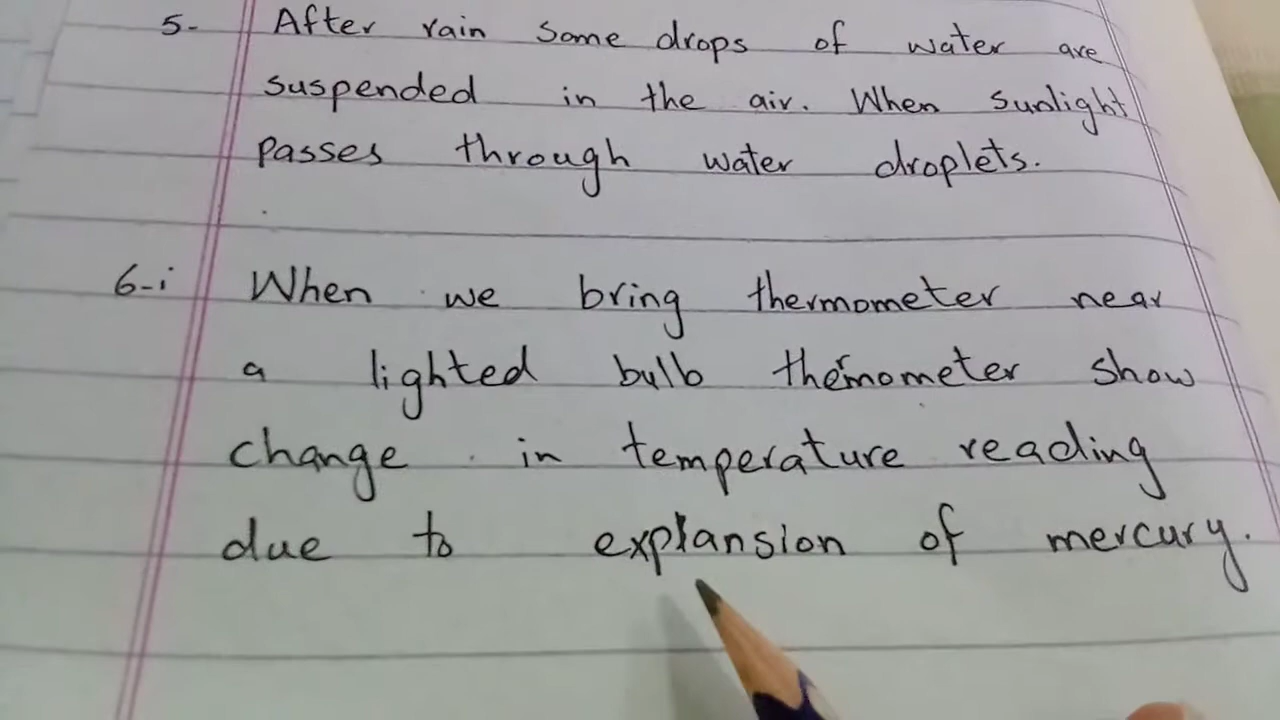 5- After rain some drops of water are
suspended in the air. When sunlight
passes through water droplets.
6-i When we bring thermometer near
a lighted bulb thermometer show
change in temperature reading
due to explansion of mercury.